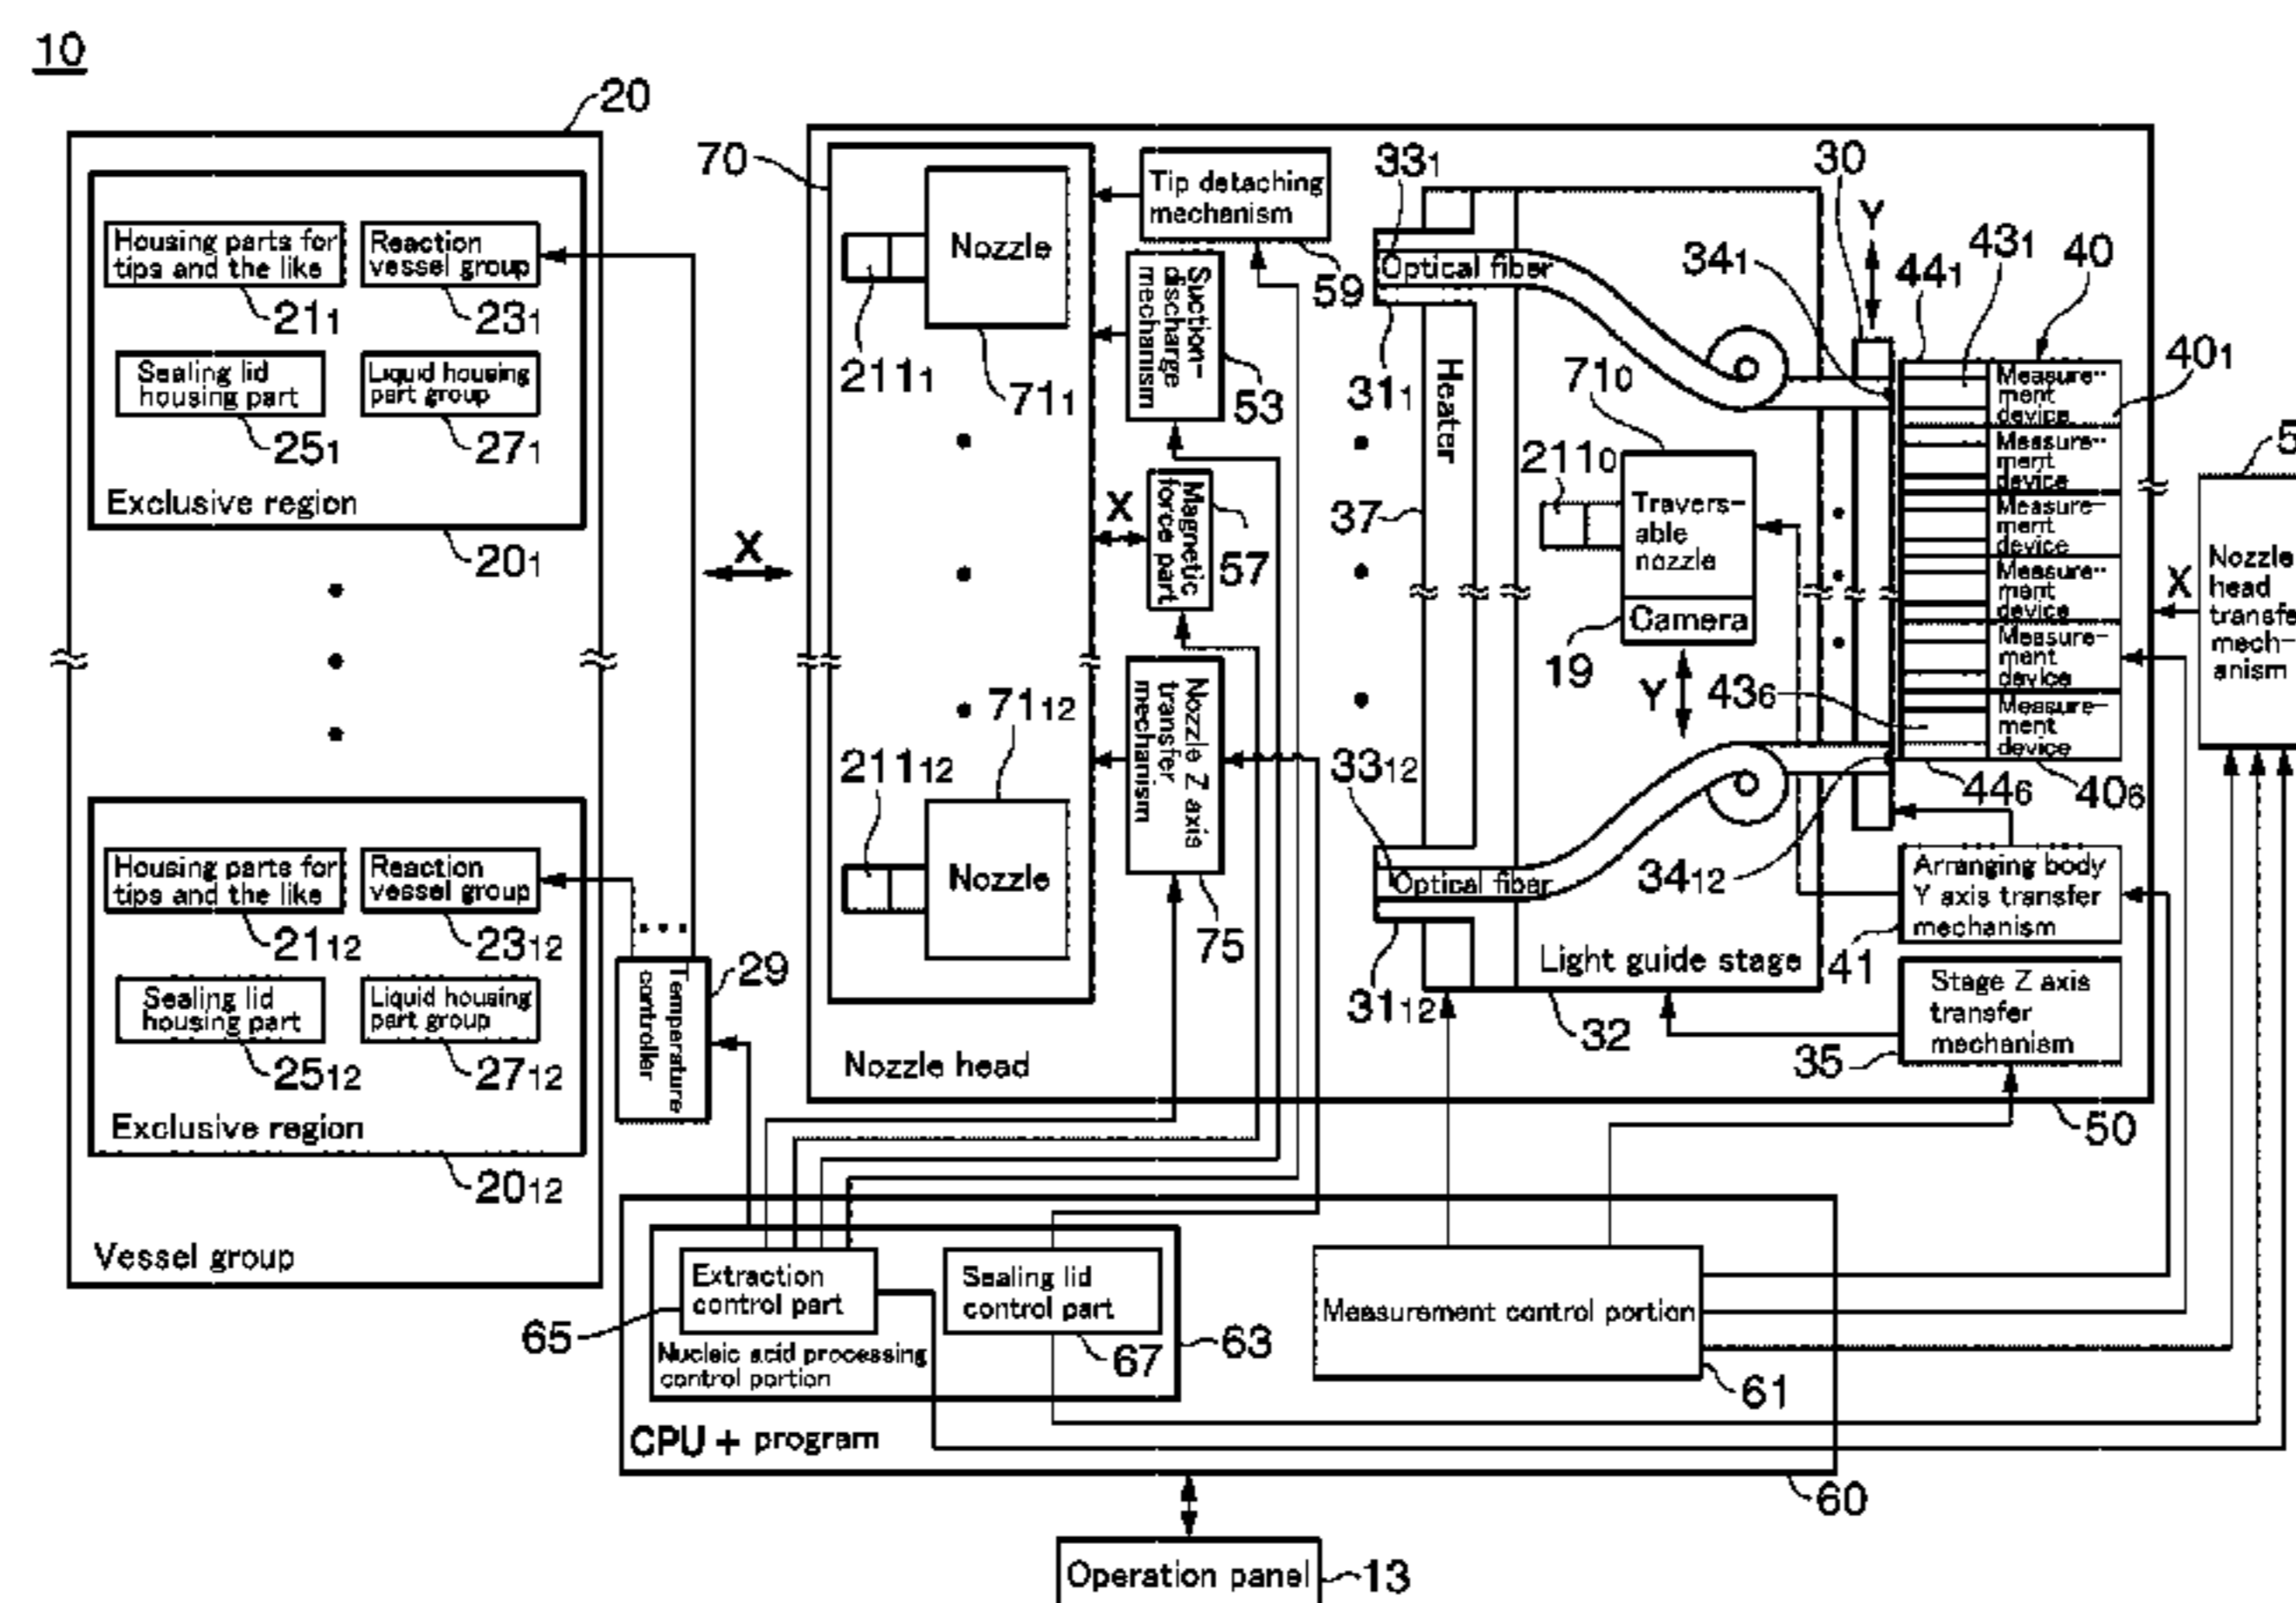 10
20
Housing parts for
tips and the like
21₁
Reaction
vessel group
23₁
Sealing lid
housing part
25₁
Liquid housing
part group
27₁
Exclusive region
20₁
Housing parts for
tips and the like
21₁₂
Reaction
vessel group
23₁₂
Sealing lid
housing part
25₁₂
Liquid housing
part group
27₁₂
Exclusive region
20₁₂
Vessel group
Temperature
controller
29
X
70
Nozzle
211₁
71₁
71₁₂
211₁₂
Nozzle
Nozzle head
Tip detaching
mechanism
59
Suction-
discharge
mechanism
53
X
Magnetic
force part
57
Nozzle Z axis
transfer
mechanism
75
33₁
Optical fiber
31₁
Heater
37
33₁₂
Optical fiber
31₁₂
71₀
211₀
Travers-
able
nozzle
Camera
19
Y
Light guide stage
32
30
Y
34₁
34₁₂
44₁
43₁
40
40₁
Measure-
ment
device
Measure-
ment
device
Measure-
ment
device
Measure-
ment
device
Measure-
ment
device
Measure-
ment
device
43₆
44₆
40₆
Arranging body
Y axis transfer
mechanism
41
Stage Z axis
transfer
mechanism
35
50
X
Nozzle
head
mech-
anism
Extraction
control part
65
Sealing lid
control part
67
Nucleic acid processing
control portion
63
Measurement control portion
61
CPU + program
60
Operation panel
13